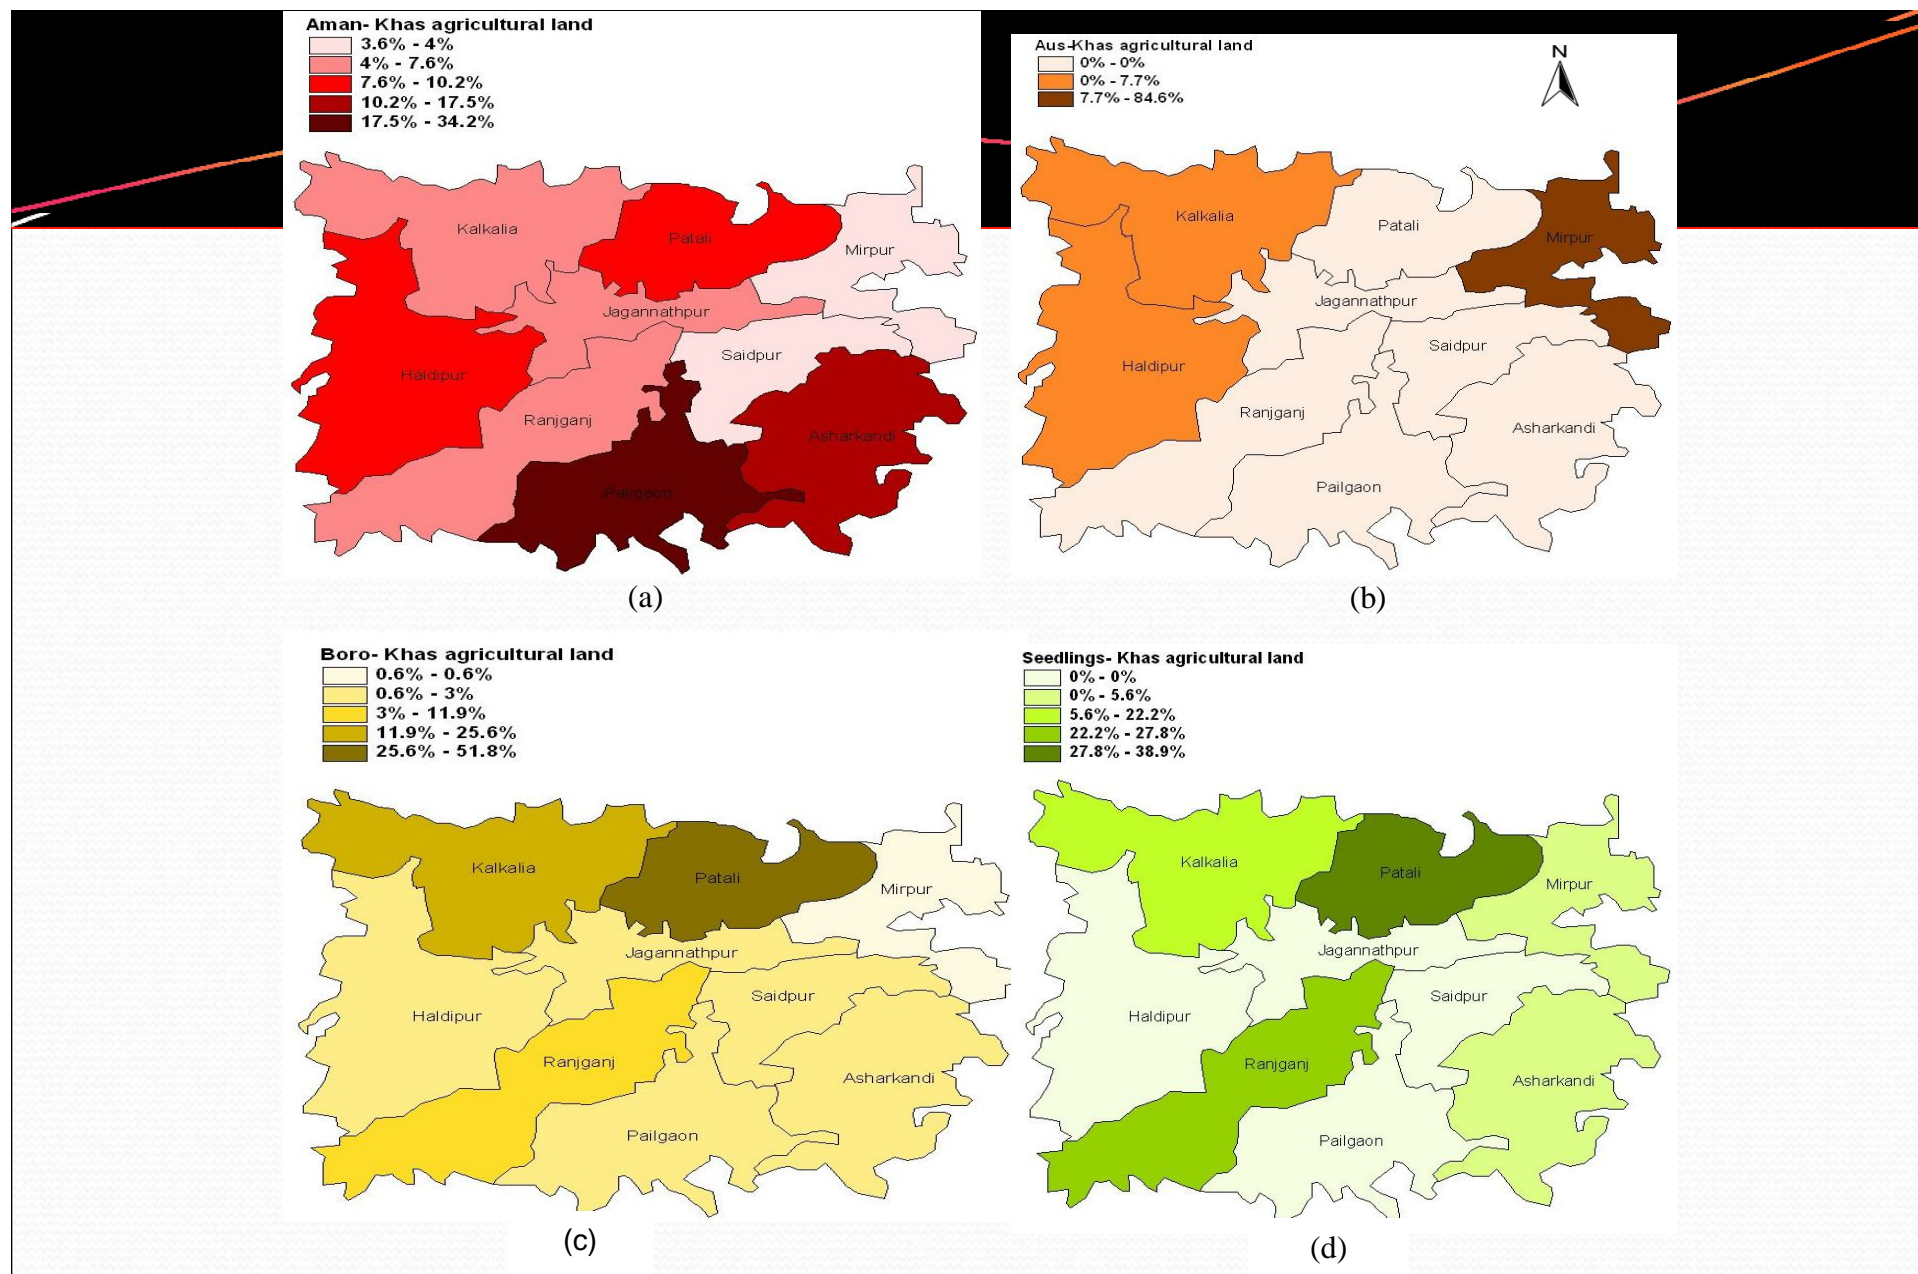 Aman- Khas agricultural land
3.6% - 4%
4% - 7.6%
7.6% - 10.2%
10.2% - 17.5%
17.5% - 34.2%
Kalkalia
Patali
Mirpur
Jagannathpur
Saidpur
Haldipur
Ranjganj
Asharkandi
Pailgaon
(a)
Aus-Khas agricultural land
0% - 0%
0% - 7.7%
7.7% - 84.6%
N
Kalkalia
Patali
Mirpur
Jagannathpur
Saidpur
Haldipur
Ranjganj
Asharkandi
Pailgaon
(b)
Boro- Khas agricultural land
0.6% - 0.6%
0.6% - 3%
3% - 11.9%
11.9% - 25.6%
25.6% - 51.8%
Kalkalia
Patali
Mirpur
Jagannathpur
Saidpur
Haldipur
Ranjganj
Asharkandi
Pailgaon
(c)
Seedlings- Khas agricultural land
0% - 0%
0% - 5.6%
5.6% - 22.2%
22.2% - 27.8%
27.8% - 38.9%
Kalkalia
Patali
Mirpur
Jagannathpur
Saidpur
Haldipur
Ranjganj
Asharkandi
Pailgaon
(d)